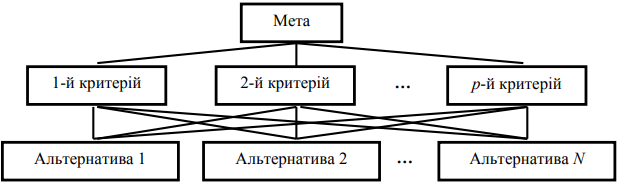 Мета
1-й критерій 2-й критерій ... p-й критерій
Альтернатива 1 Альтернатива 2 ... Альтернатива N